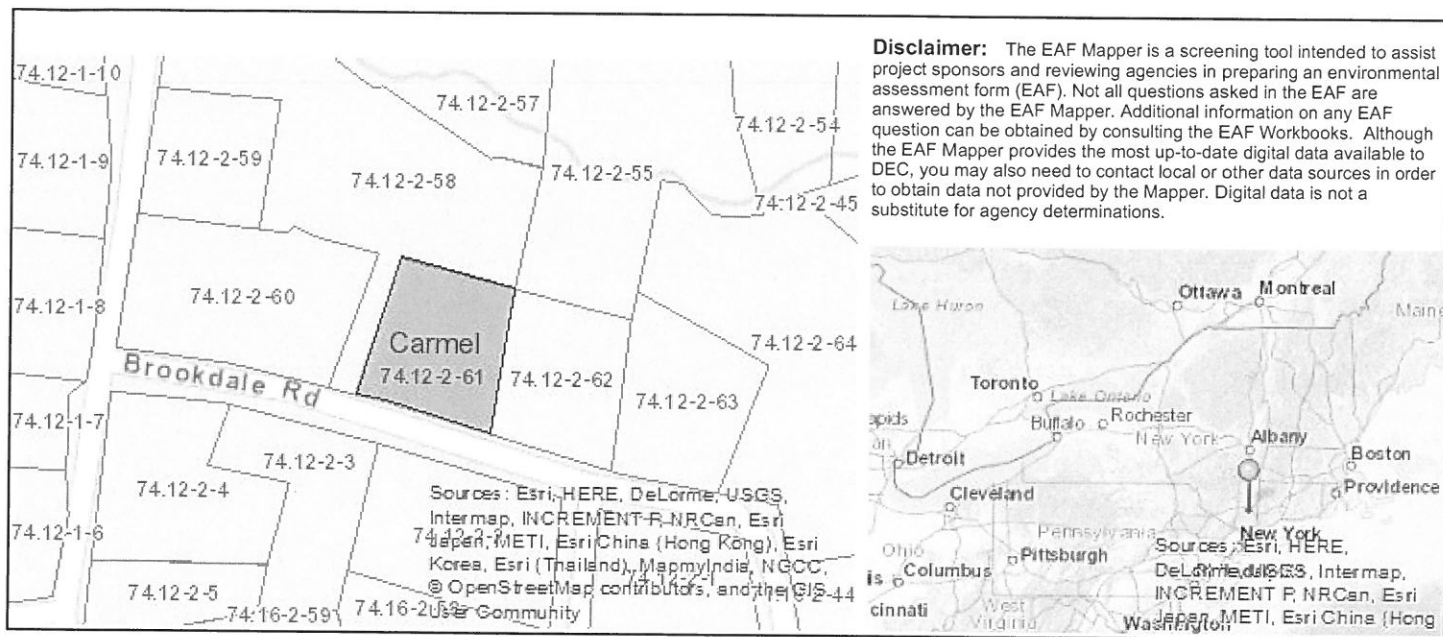 74.12-1-10
74.12-2-57
74.12-2-54
74.12-1-9
74.12-2-59
74.12-2-58
74.12-2-55
74.12-2-45
74.12-1-8
74.12-2-60
Carmel
74.12-2-61
74.12-2-62
74.12-2-64
74.12-2-63
Brookdale Rd
74.12-1-7
74.12-2-3
74.12-2-4
74.12-1-6
74.12-2-5
74.16-2-59
Sources: Esri, HERE, DeLorme, USGS,
Intermap, INCREMENT P, NRCan, Esri
Japan, METI, Esri China (Hong Kong), Esri
Korea, Esri (Thailand), MapmyIndia, NGCC,
© OpenStreetMap contributors, and the GIS
User Community
Disclaimer: The EAF Mapper is a screening tool intended to assist
project sponsors and reviewing agencies in preparing an environmental
assessment form (EAF). Not all questions asked in the EAF are
answered by the EAF Mapper. Additional information on any EAF
question can be obtained by consulting the EAF Workbooks. Although
the EAF Mapper provides the most up-to-date digital data available to
DEC, you may also need to contact local or other data sources in order
to obtain data not provided by the Mapper. Digital data is not a
substitute for agency determinations.
Ottawa
Montreal
Lake Huron
Maine
Toronto
Lake Ontario
Rochester
apids
Buffalo
New York
Albany
Detroit
Boston
Providence
Cleveland
Pennsylvania
New York
Ohio
Pittsburgh
is
Columbus
cinnati
West
Virginia
Washington
Sources: Esri, HERE,
DeLorme, USGS, Intermap,
INCREMENT P, NRCan, Esri
Japan, METI, Esri China (Hong